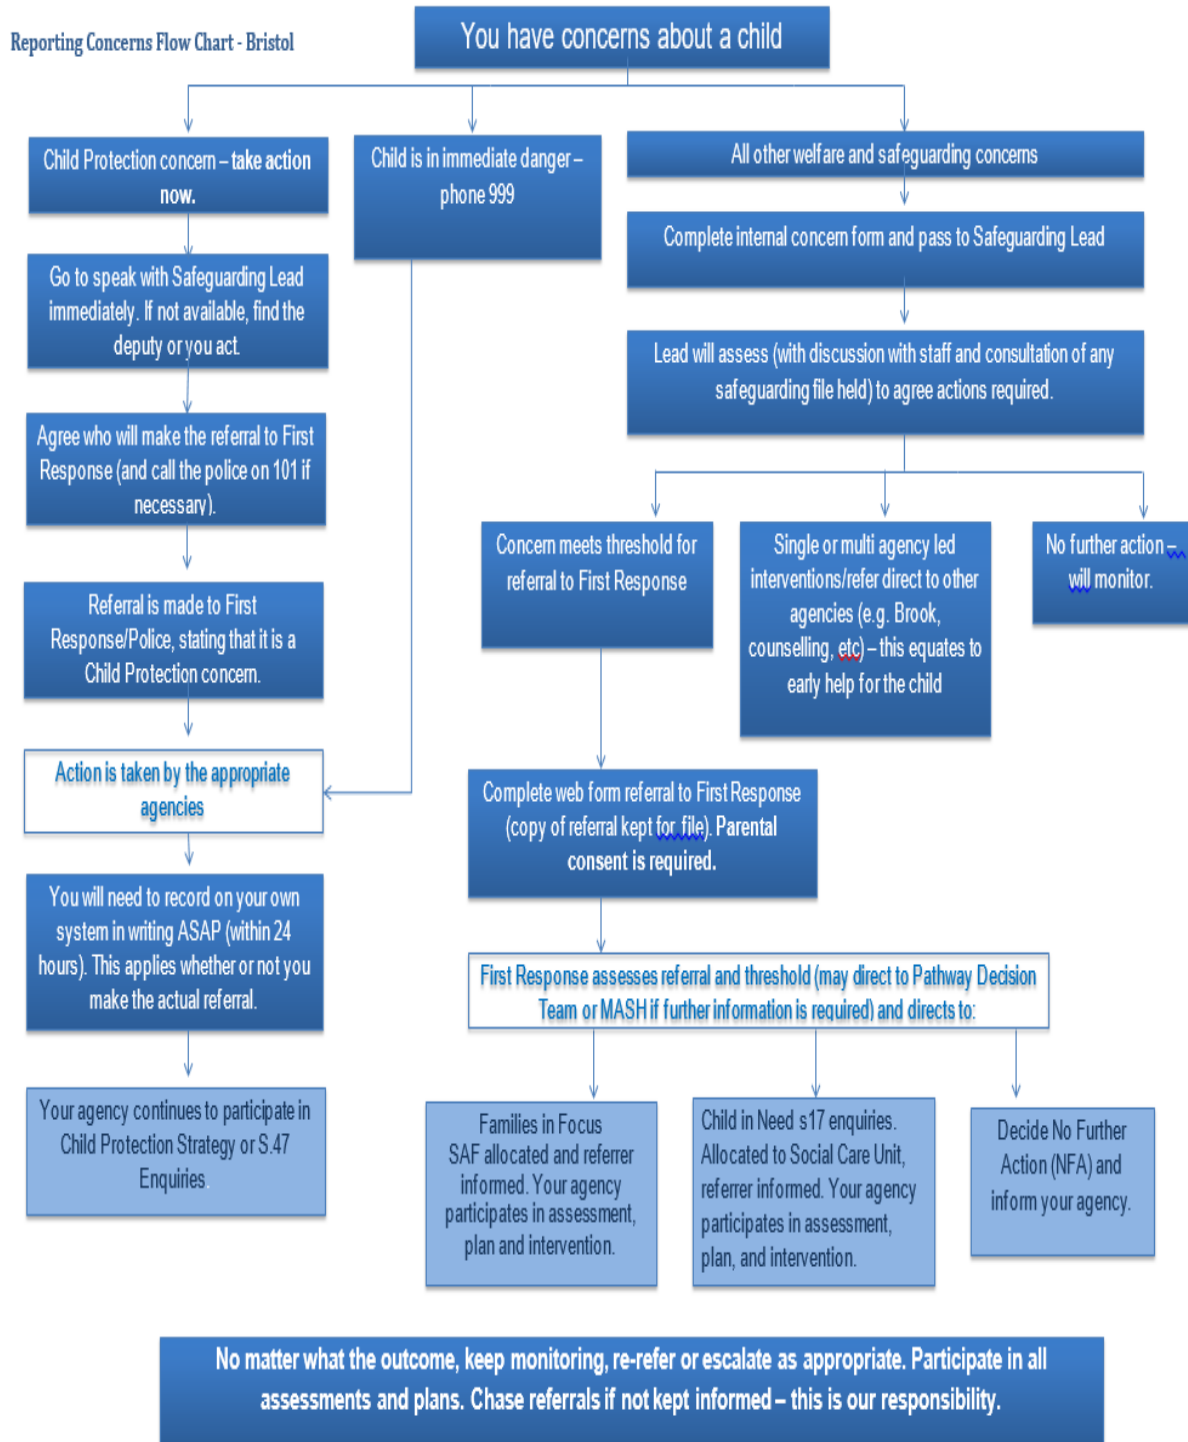 Reporting Concerns Flow Chart - Bristol
You have concerns about a child
Child Protection concern – take action
now.
Child is in immediate danger –
phone 999
All other welfare and safeguarding concerns
Complete internal concern form and pass to Safeguarding Lead
Go to speak with Safeguarding Lead
immediately. If not available, find the
deputy or you act.
Lead will assess (with discussion with staff and consultation of any
safeguarding file held) to agree actions required.
Agree who will make the referral to First
Response (and call the police on 101 if
necessary).
Concern meets threshold for
referral to First Response
Single or multi agency led
interventions/refer direct to other
agencies (e.g. Brook,
counselling, etc) – this equates to
early help for the child
No further action –
will monitor.
Referral is made to First
Response/Police, stating that it is a
Child Protection concern.
Action is taken by the appropriate
agencies
Complete web form referral to First Response
(copy of referral kept for file). Parental
consent is required.
You will need to record on your own
system in writing ASAP (within 24
hours). This applies whether or not you
make the actual referral.
First Response assesses referral and threshold (may direct to Pathway Decision
Team or MASH if further information is required) and directs to:
Your agency continues to participate in
Child Protection Strategy or S.47
Enquiries.
Families in Focus
SAF allocated and referrer
informed. Your agency
participates in assessment,
plan and intervention.
Child in Need s17 enquiries.
Allocated to Social Care Unit,
referrer informed. Your agency
participates in assessment,
plan, and intervention.
Decide No Further
Action (NFA) and
inform your agency.
No matter what the outcome, keep monitoring, re-refer or escalate as appropriate. Participate in all
assessments and plans. Chase referrals if not kept informed – this is our responsibility.